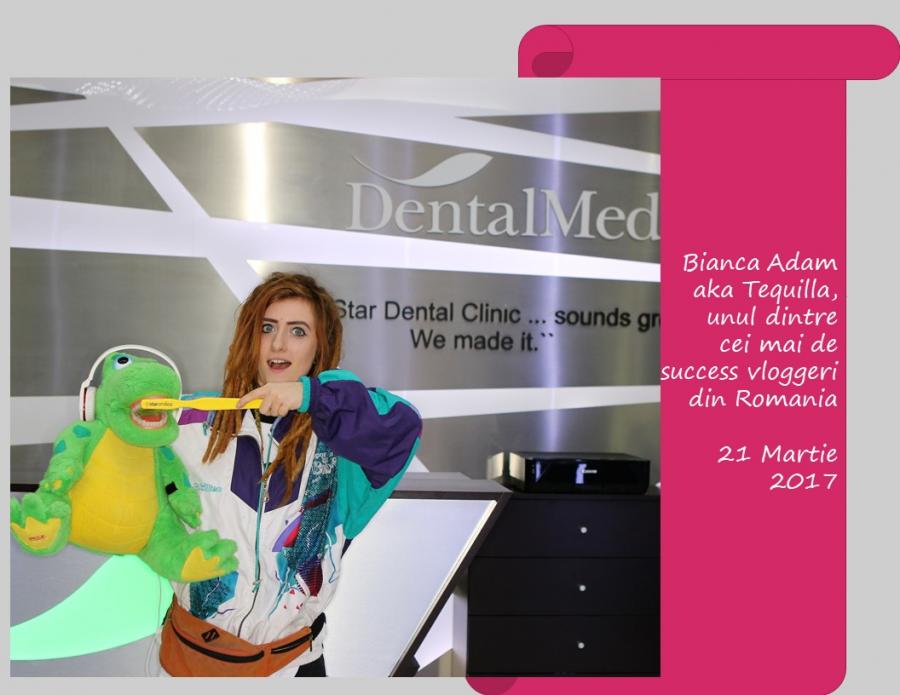 DentalMed
Star Dental Clinic ... sounds gr
We made it.``
Bianca Adam
aka Tequilla,
unul dintre
cei mai de
success vloggeri
din Romania
21 Martie
2017